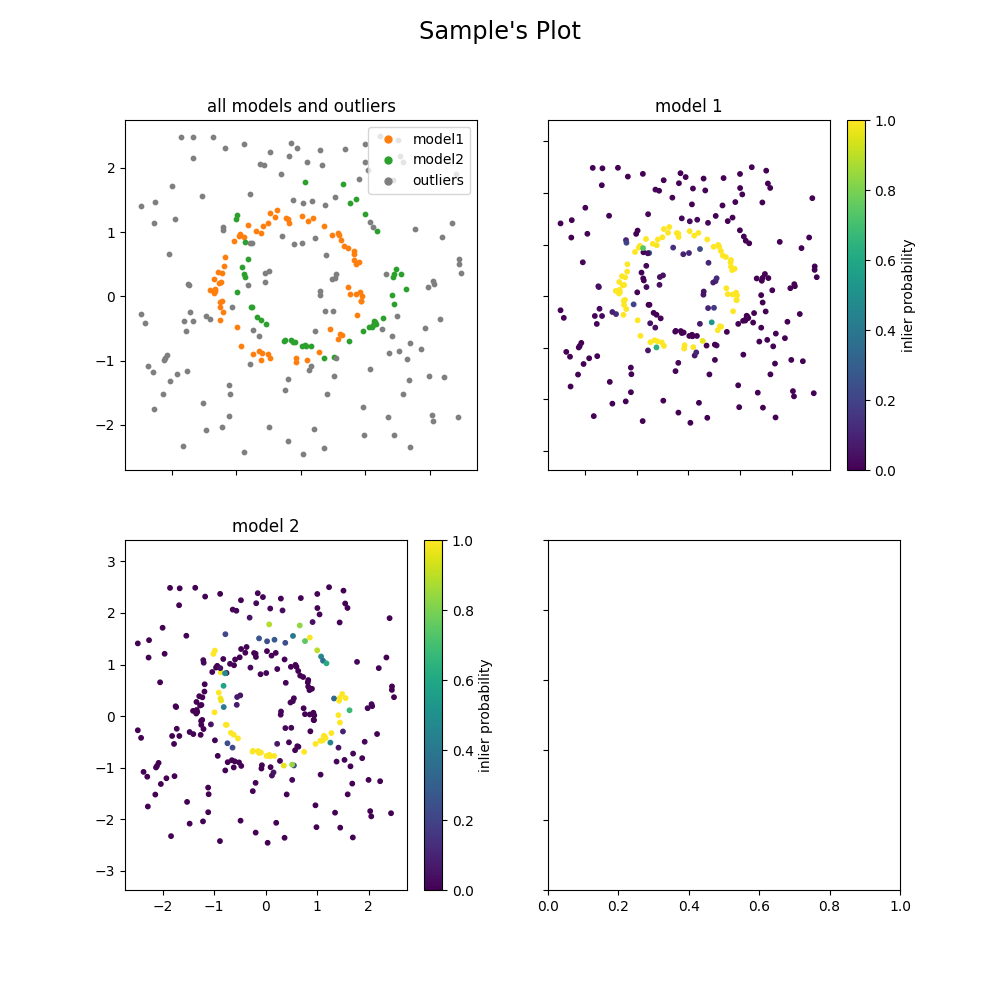 Sample's Plot
all models and outliers
model1
model2
outliers
2
1
0
−1
−2
model 1
1.0
0.8
0.6
0.4
0.2
0.0
inlier probability
model 2
3
2
1
0
−1
−2
−3
−2 −1 0 1 2
1.0
0.8
0.6
0.4
0.2
0.0
inlier probability
0.0 0.2 0.4 0.6 0.8 1.0